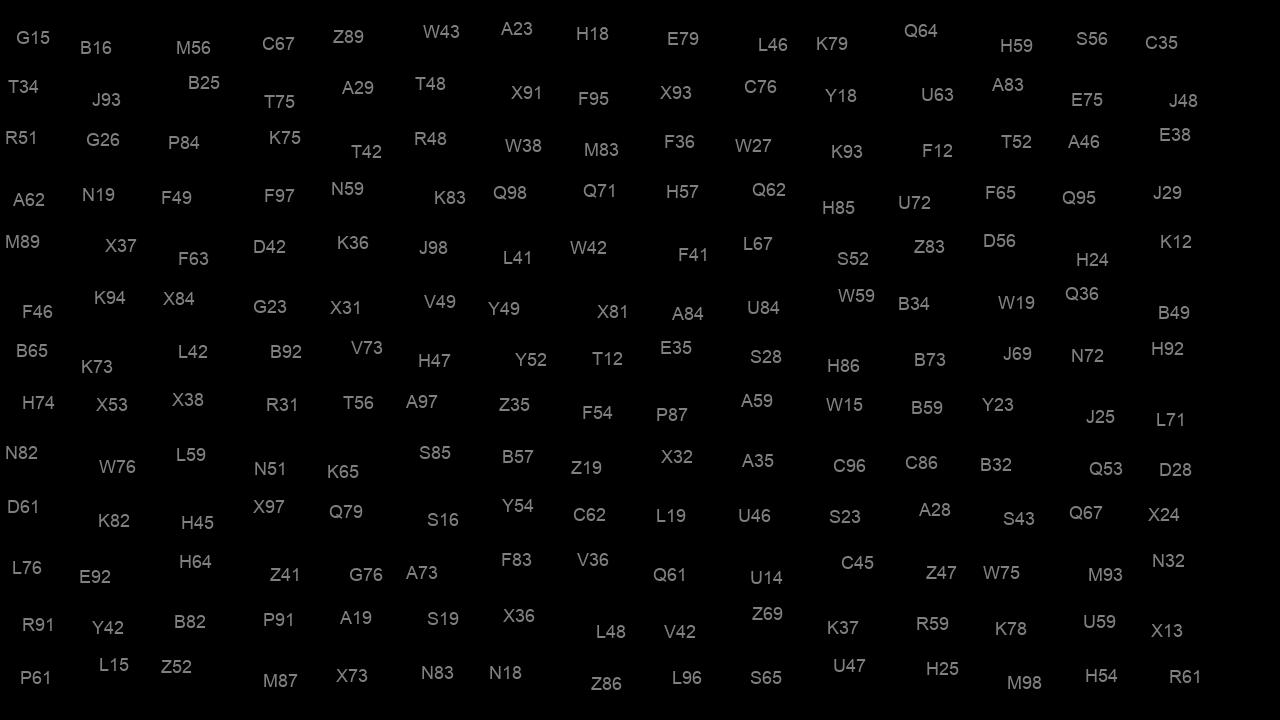 G15 B16 M56 C67 Z89 W43 A23 H18 E79 L46 K79 Q64 H59 S56 C35
T34 J93 B25 T75 A29 T48 X91 F95 X93 C76 Y18 U63 A83 E75 J48
R51 G26 P84 K75 T42 R48 W38 M83 F36 W27 K93 F12 T52 A46 E38
A62 N19 F49 F97 N59 K83 Q98 Q71 H57 Q62 H85 U72 F65 Q95 J29
M89 X37 F63 D42 K36 J98 L41 W42 F41 L67 S52 Z83 D56 H24 K12
F46 K94 X84 G23 X31 V49 Y49 X81 A84 U84 W59 B34 W19 Q36 B49
B65 K73 L42 B92 V73 H47 Y52 T12 E35 S28 H86 B73 J69 N72 H92
H74 X53 X38 R31 T56 A97 Z35 F54 P87 A59 W15 B59 Y23 J25 L71
N82 W76 L59 N51 K65 S85 B57 Z19 X32 A35 C96 C86 B32 Q53 D28
D61 K82 H45 X97 Q79 S16 Y54 C62 L19 U46 S23 A28 S43 Q67 X24
L76 E92 H64 Z41 G76 A73 F83 V36 Q61 U14 C45 Z47 W75 M93 N32
R91 Y42 B82 P91 A19 S19 X36 L48 V42 Z69 K37 R59 K78 U59 X13
P61 L15 Z52 M87 X73 N83 N18 Z86 L96 S65 U47 H25 M98 H54 R61